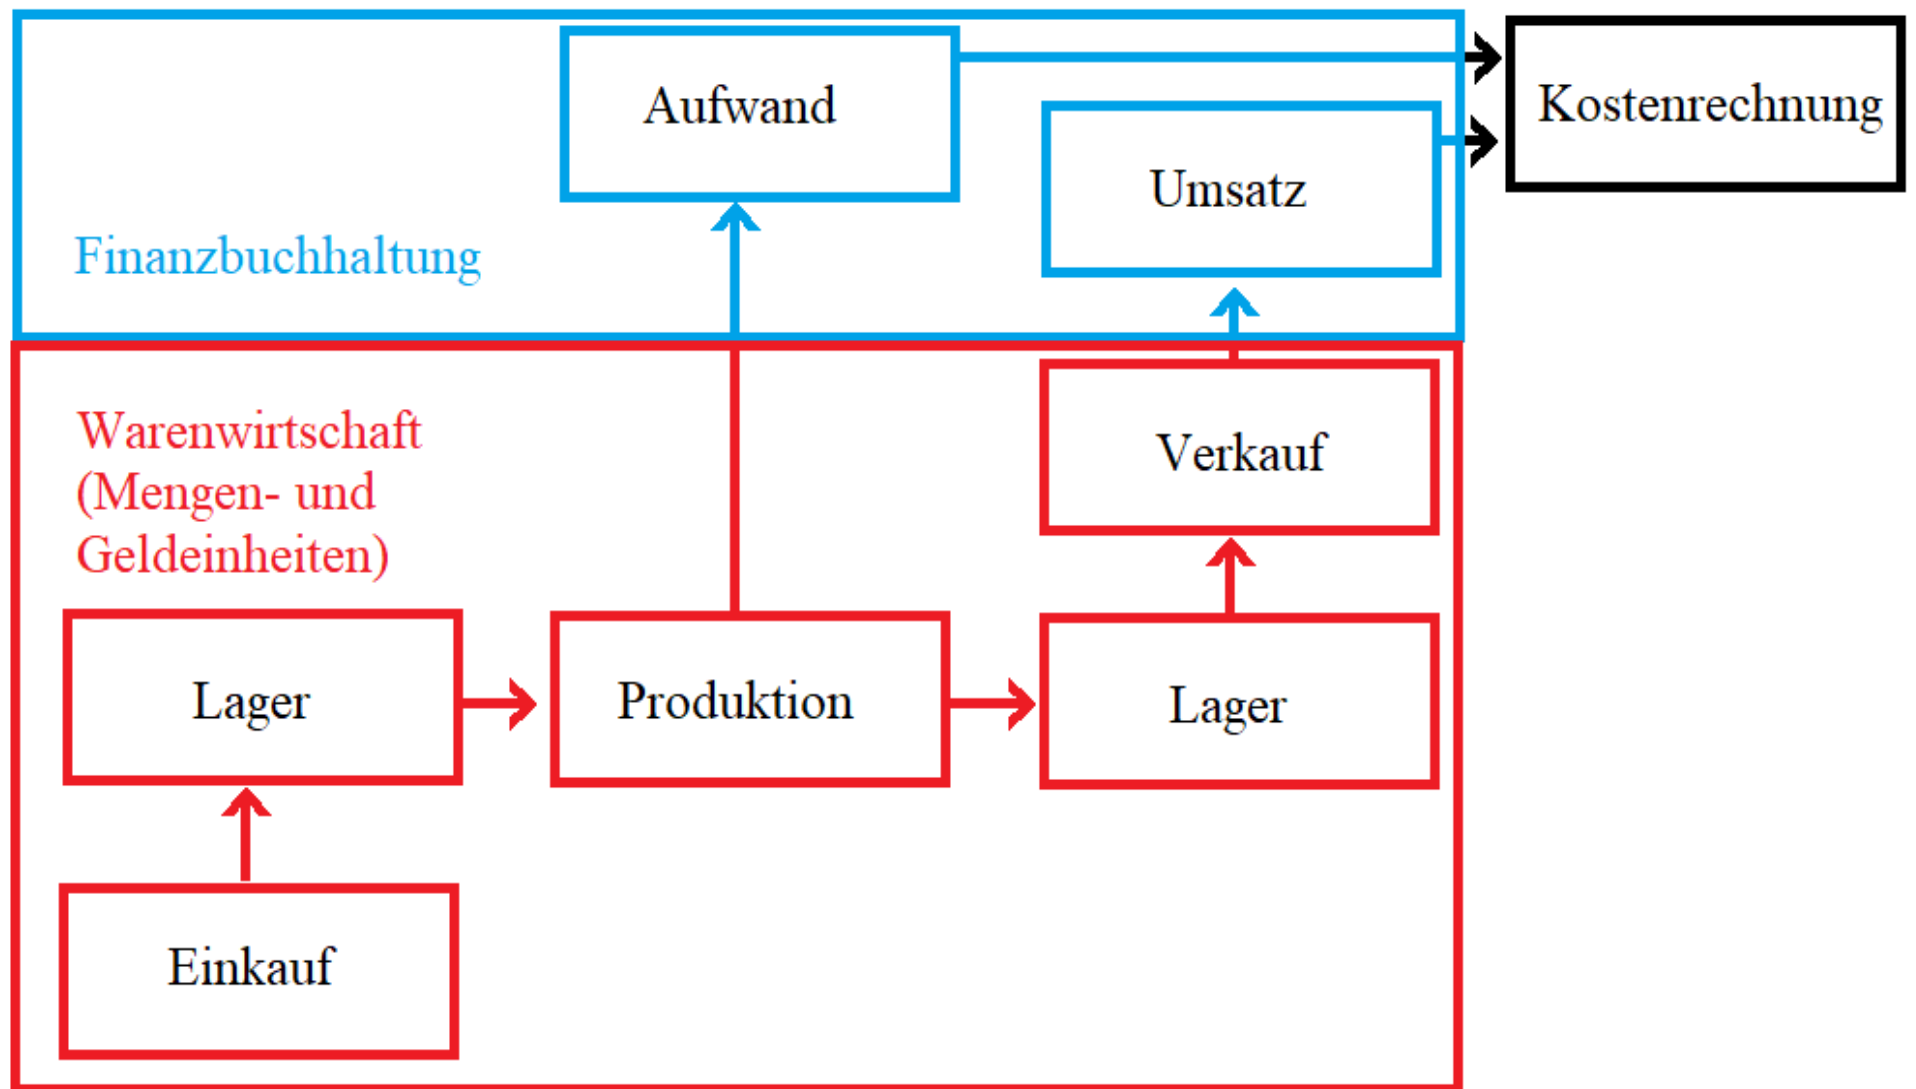 Aufwand
Kostenrechnung
Umsatz
Finanzbuchhaltung
Warenwirtschaft
(Mengen- und
Geldeinheiten)
Verkauf
Lager
Produktion
Lager
Einkauf